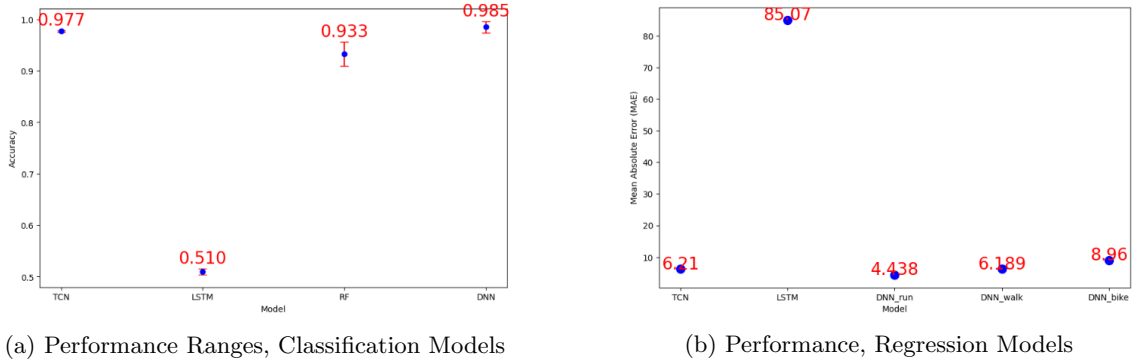 0.977
0.510
0.933
0.985
1.0
0.9
0.8
0.7
0.6
0.5
Accuracy
TCN LSTM RF DNN
Model
(a) Performance Ranges, Classification Models
6.21
85.07
4.438
6.189
8.96
80
70
60
50
40
30
20
10
Mean Absolute Error (MAE)
TCN LSTM DNN_run DNN_walk DNN_bike
Model
(b) Performance, Regression Models